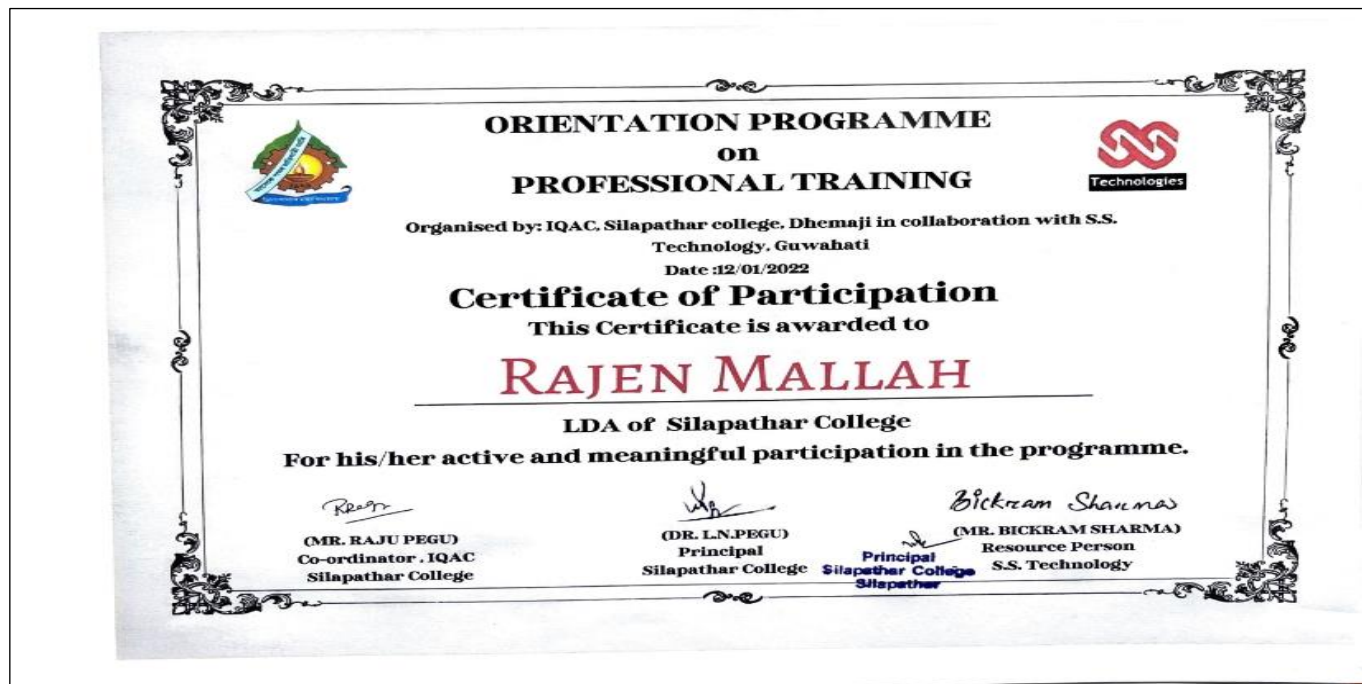 ORIENTATION PROGRAMME
on
PROFESSIONAL TRAINING
Technologies
Organised by: IQAC, Silapathar college, Dhemaji in collaboration with S.S.
Technology, Guwahati
Date :12/01/2022
Certificate of Participation
This Certificate is awarded to
RAJEN MALLAH
LDA of Silapathar College
For his/her active and meaningful participation in the programme.
Bickram Sharma
(MR. RAJU PEGU)
Co-ordinator , IQAC
Silapathar College
(DR. L.N.PEGU)
Principal
Silapathar College
Principal
Silapathar College
Silapathar
(MR. BICKRAM SHARMA)
Resource Person
S.S. Technology